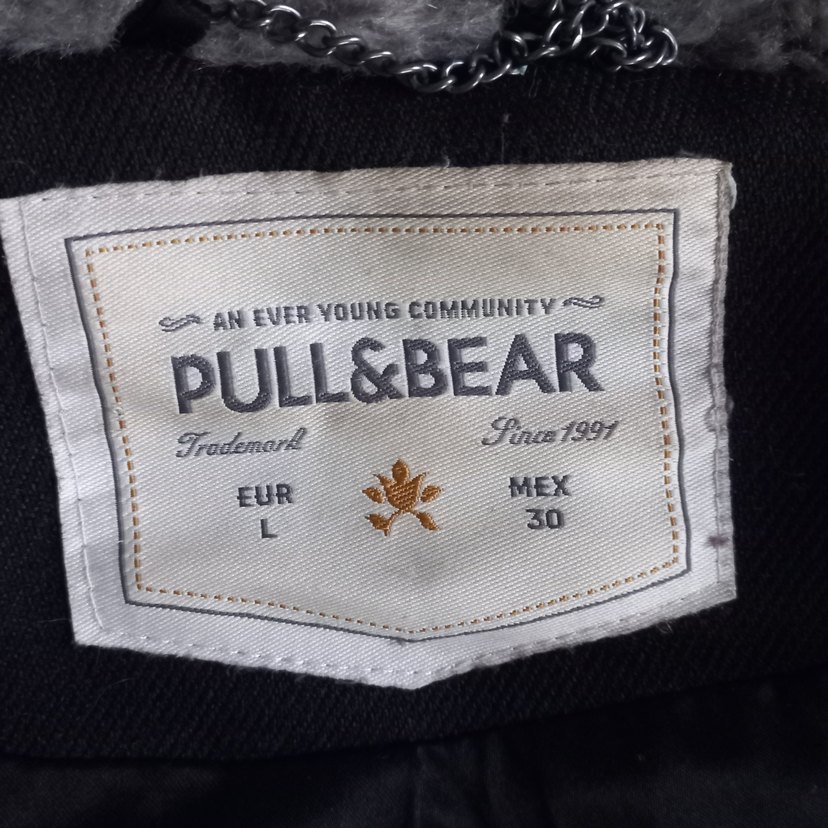 AN EVER YOUNG COMMUNITY
PULL&BEAR
Trademark Since 1991
EUR MEX
L 30